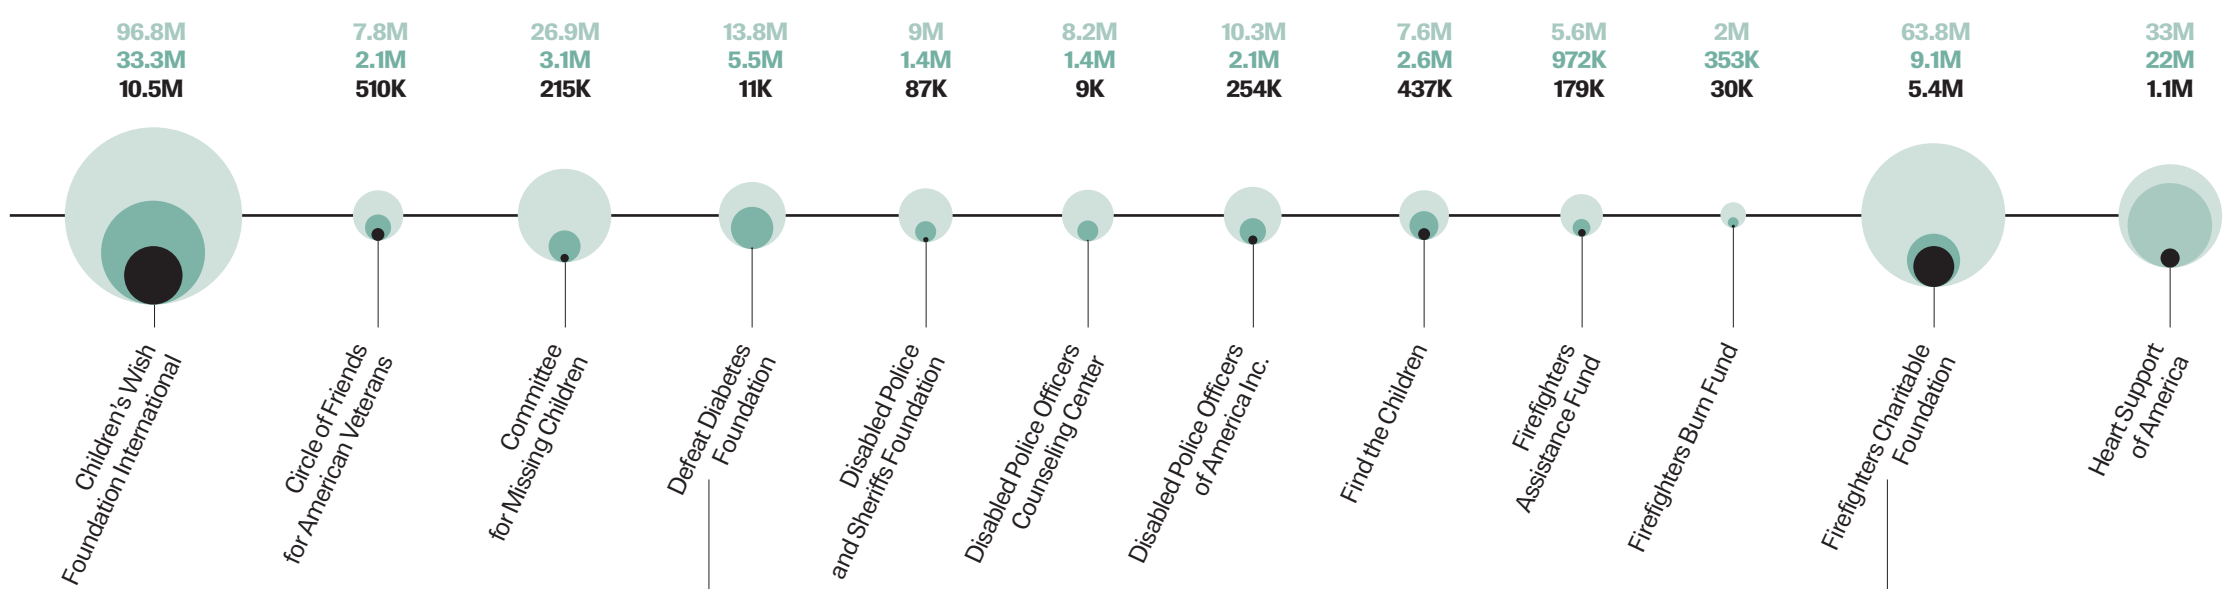 96.8M
33.3M
10.5M
7.8M
2.1M
510K
26.9M
3.1M
215K
13.8M
5.5M
11K
9M
1.4M
87K
8.2M
1.4M
9K
10.3M
2.1M
254K
7.6M
2.6M
437K
5.6M
972K
179K
2M
353K
30K
63.8M
9.1M
5.4M
33M
22M
1.1M
Children's Wish
Foundation International
Circle of Friends
for American Veterans
Committee
for Missing Children
Defeat Diabetes
Foundation
Disabled Police
and Sheriffs Foundation
Disabled Police Officers
Counseling Center
Disabled Police Officers
of America Inc.
Find the Children
Firefighters
Assistance Fund
Firefighters Burn Fund
Firefighters Charitable
Foundation
Heart Support
of America